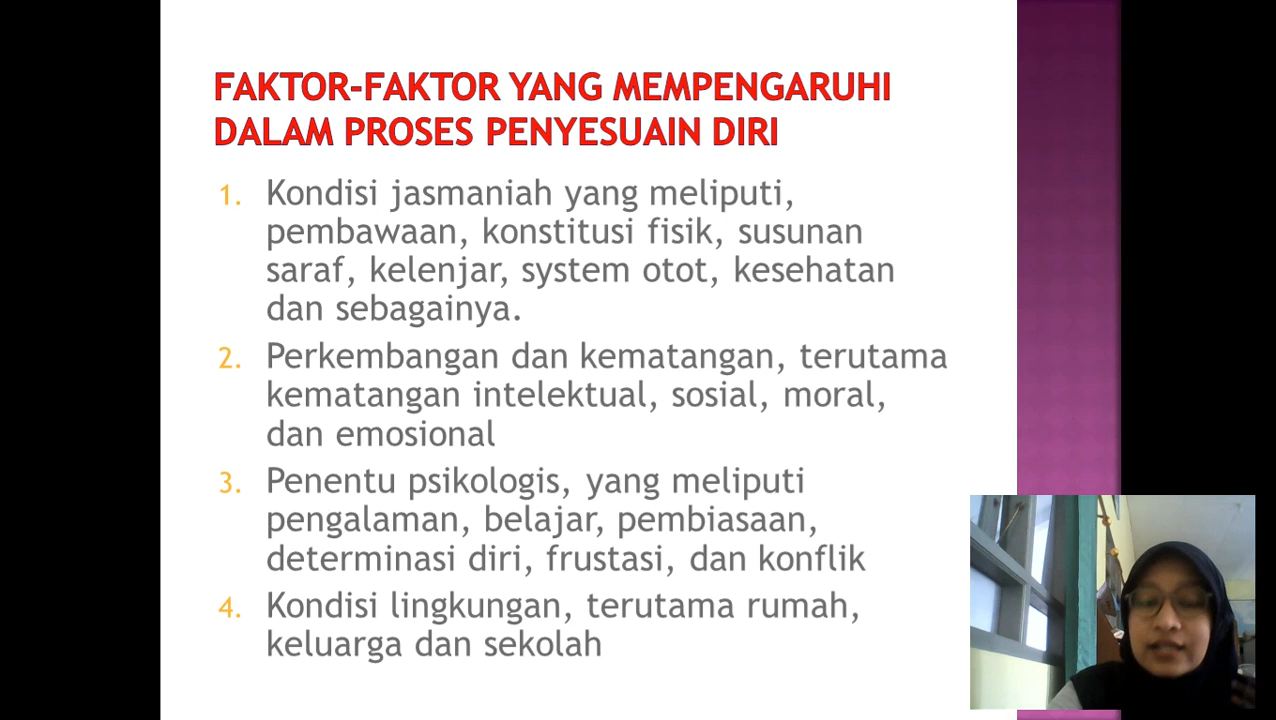 FAKTOR-FAKTOR YANG MEMPENGARUHI
DALAM PROSES PENYESUAIN DIRI
1. Kondisi jasmaniah yang meliputi,
pembawaan, konstitusi fisik, susunan
saraf, kelenjar, system otot, kesehatan
dan sebagainya.
2. Perkembangan dan kematangan, terutama
kematangan intelektual, sosial, moral,
dan emosional
3. Penentu psikologis, yang meliputi
pengalaman, belajar, pembiasaan,
determinasi diri, frustasi, dan konflik
4. Kondisi lingkungan, terutama rumah,
keluarga dan sekolah